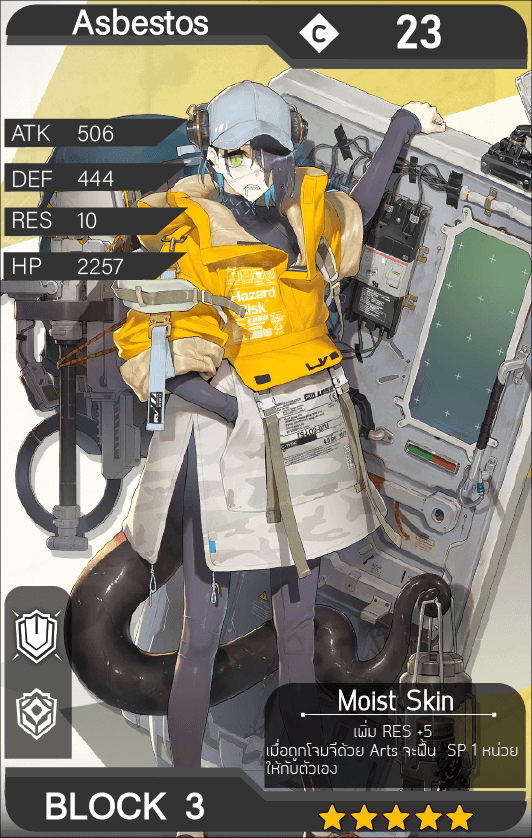 Asbestos
C
23
ATK 506
DEF 444
RES 10
HP 2257
Hazard
Risk
Moist Skin
เพิ่ม RES +5
เมื่อถูกโจมจีด้วย Arts จะฟื้น SP 1 หน่วย
ให้กับตัวเอง
BLOCK 3